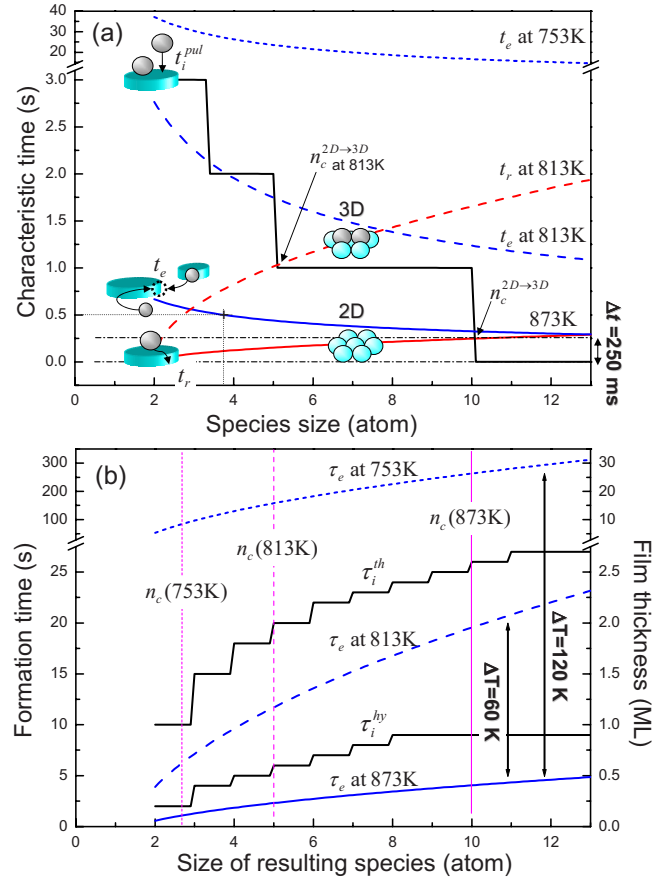 (a)
40
30
20
10
3.0
2.5
2.0
1.5
1.0
0.5
0.0
Characteristic time (s)
t_i^{pul}
t_e at 753K
n_c^{2D→3D}
at 813K
t_r at 813K
3D
t_e at 813K
t_e
n_c^{2D→3D}
2D
873K
t_r
Δt =250 ms
2 4 6 8 10 12
Species size (atom)
(b)
300
200
100
25
20
15
10
5
0
Formation time (s)
τ_e at 753K
n_c(873K)
n_c(813K)
n_c(753K)
τ_i^{th}
τ_e at 813K
ΔT=120 K
ΔT=60 K
τ_i^{hy}
τ_e at 873K
30
20
10
2.5
2.0
1.5
1.0
0.5
0.0
Film thickness (ML)
0 2 4 6 8 10 12
Size of resulting species (atom)